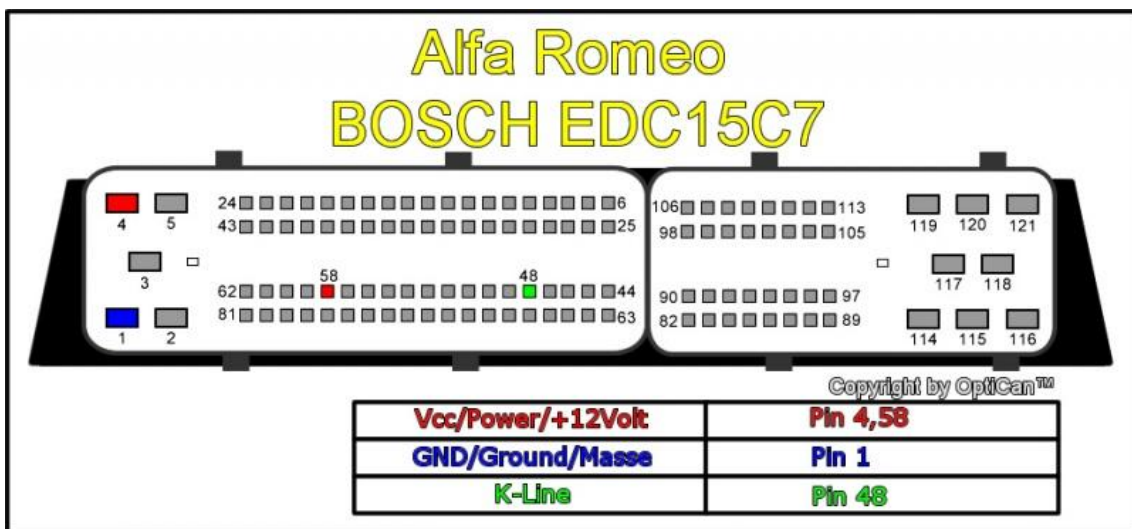 Alfa Romeo
BOSCH EDC15C7
4 5 24 6 106 113 119 120 121
43 25 98 105
3 58 48 117 118
62 44 90 97
1 2 81 63 82 89 114 115 116
Copyright by OptiCan™
Vcc/Power/+12Volt Pin 4,58
GND/Ground/Masse Pin 1
K-Line Pin 48